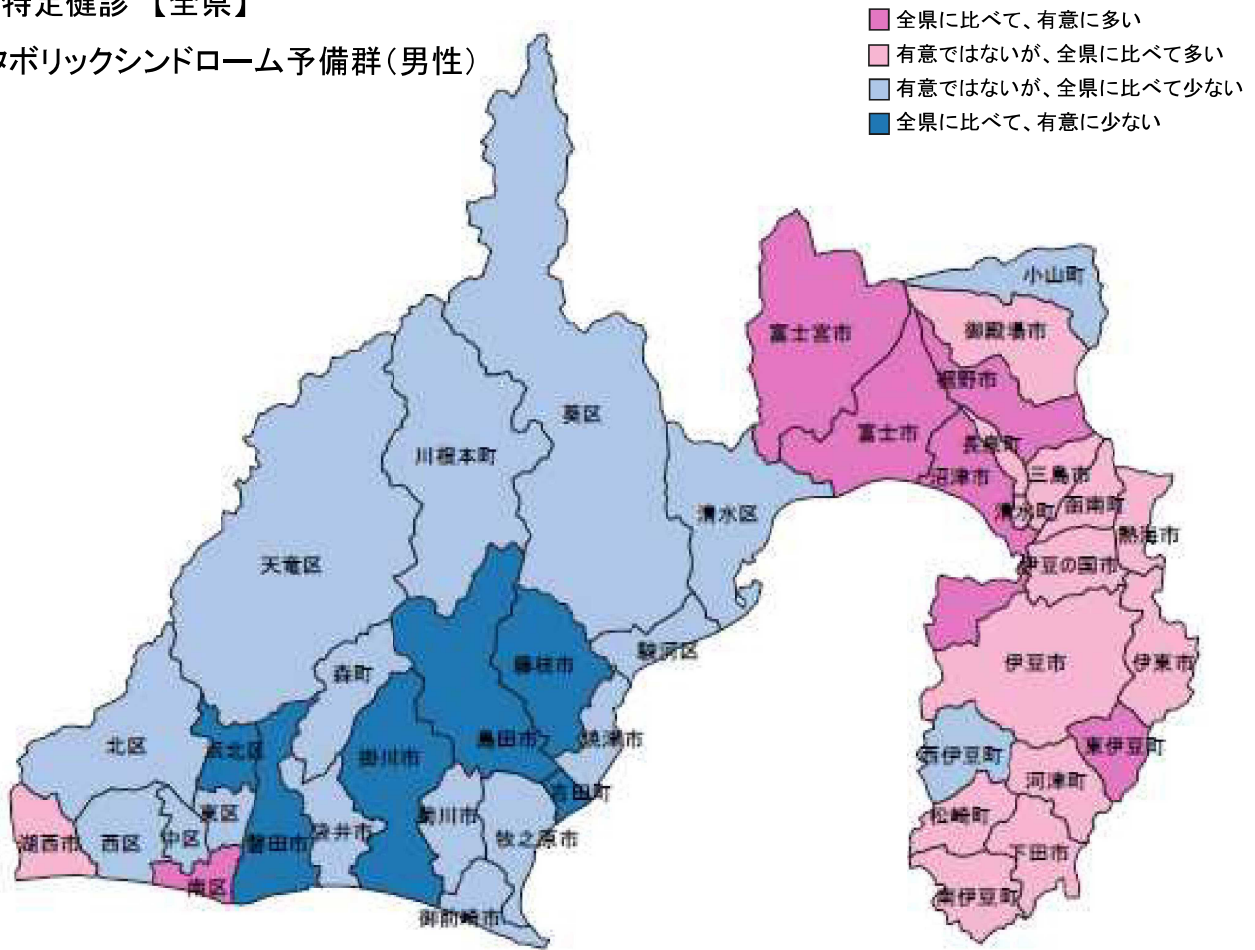 特定健診 【全県】
タボリックシンドローム予備群(男性)
全県に比べて、有意に多い
有意ではないが、全県に比べて多い
有意ではないが、全県に比べて少ない
全県に比べて、有意に少ない
小山町
御殿場市
富士宮市
裾野市
葵区
富士市
長泉町
川根本町
沼津市
三島市
清水区
清水町
函南町
熱海市
天竜区
伊豆の国市
駿河区
藤枝市
伊豆市
伊東市
森町
北区
浜北区
掛川市
島田市
焼津市
西伊豆町
東伊豆町
河津町
吉田町
東区
菊川市
松崎町
湖西市
西区
中区
磐田市
袋井市
牧之原市
下田市
南区
南伊豆町
御前崎市